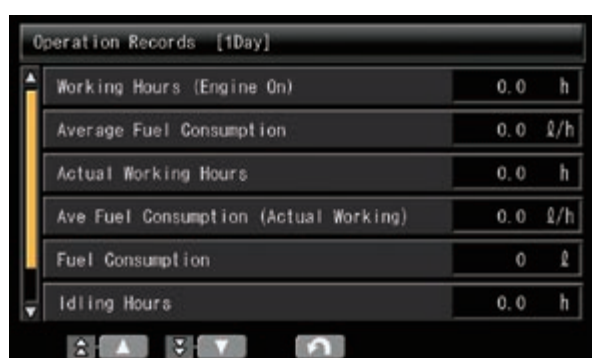 Operation Records [1Day]
Working Hours (Engine On) 0.0 h
Average Fuel Consumption 0.0 ℓ/h
Actual Working Hours 0.0 h
Ave Fuel Consumption (Actual Working) 0.0 ℓ/h
Fuel Consumption 0 ℓ
Idling Hours 0.0 h